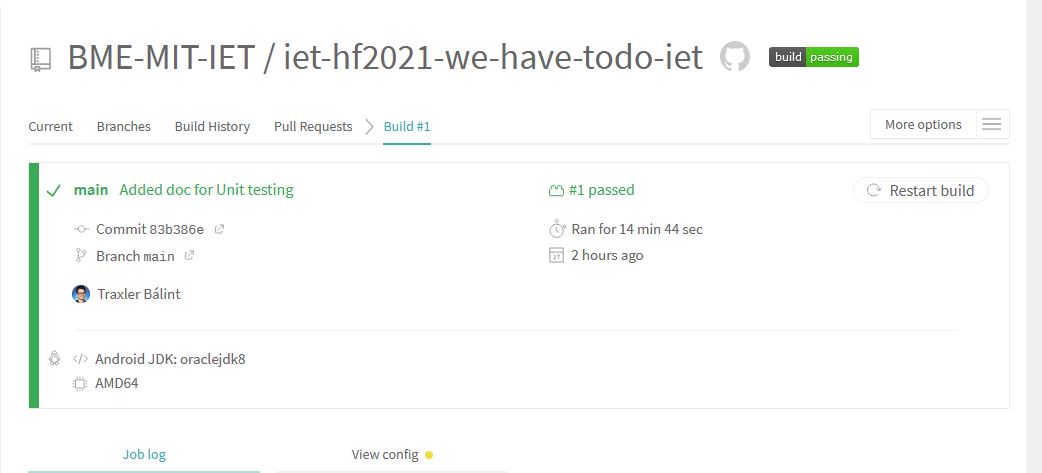 BME-MIT-IET / iet-hf2021-we-have-todo-iet build passing
Current Branches Build History Pull Requests Build #1 More options
main Added doc for Unit testing #1 passed Restart build
Commit 83b386e Ran for 14 min 44 sec
Branch main 2 hours ago
Traxler Bálint
Android JDK: oraclejdk8
AMD64
Job log View config